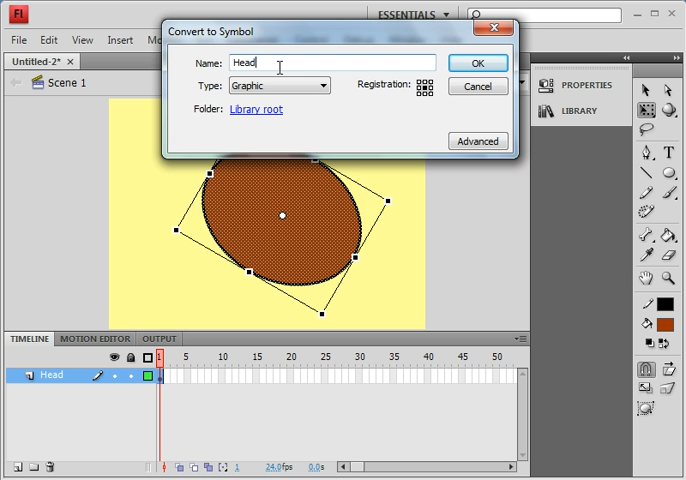 Fl
ESSENTIALS
Convert to Symbol
File Edit View Insert
Name: Head OK
Type: Graphic Registration: Cancel
Folder: Library root
Advanced
Untitled-2*
Scene 1
PROPERTIES
LIBRARY
TIMELINE MOTION EDITOR OUTPUT
1 5 10 15 20 25 30 35 40 45 50
Head
1 24.0fps 0.0s